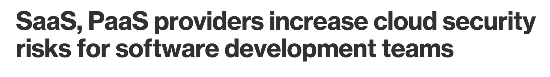 SaaS, PaaS providers increase cloud security
risks for software development teams